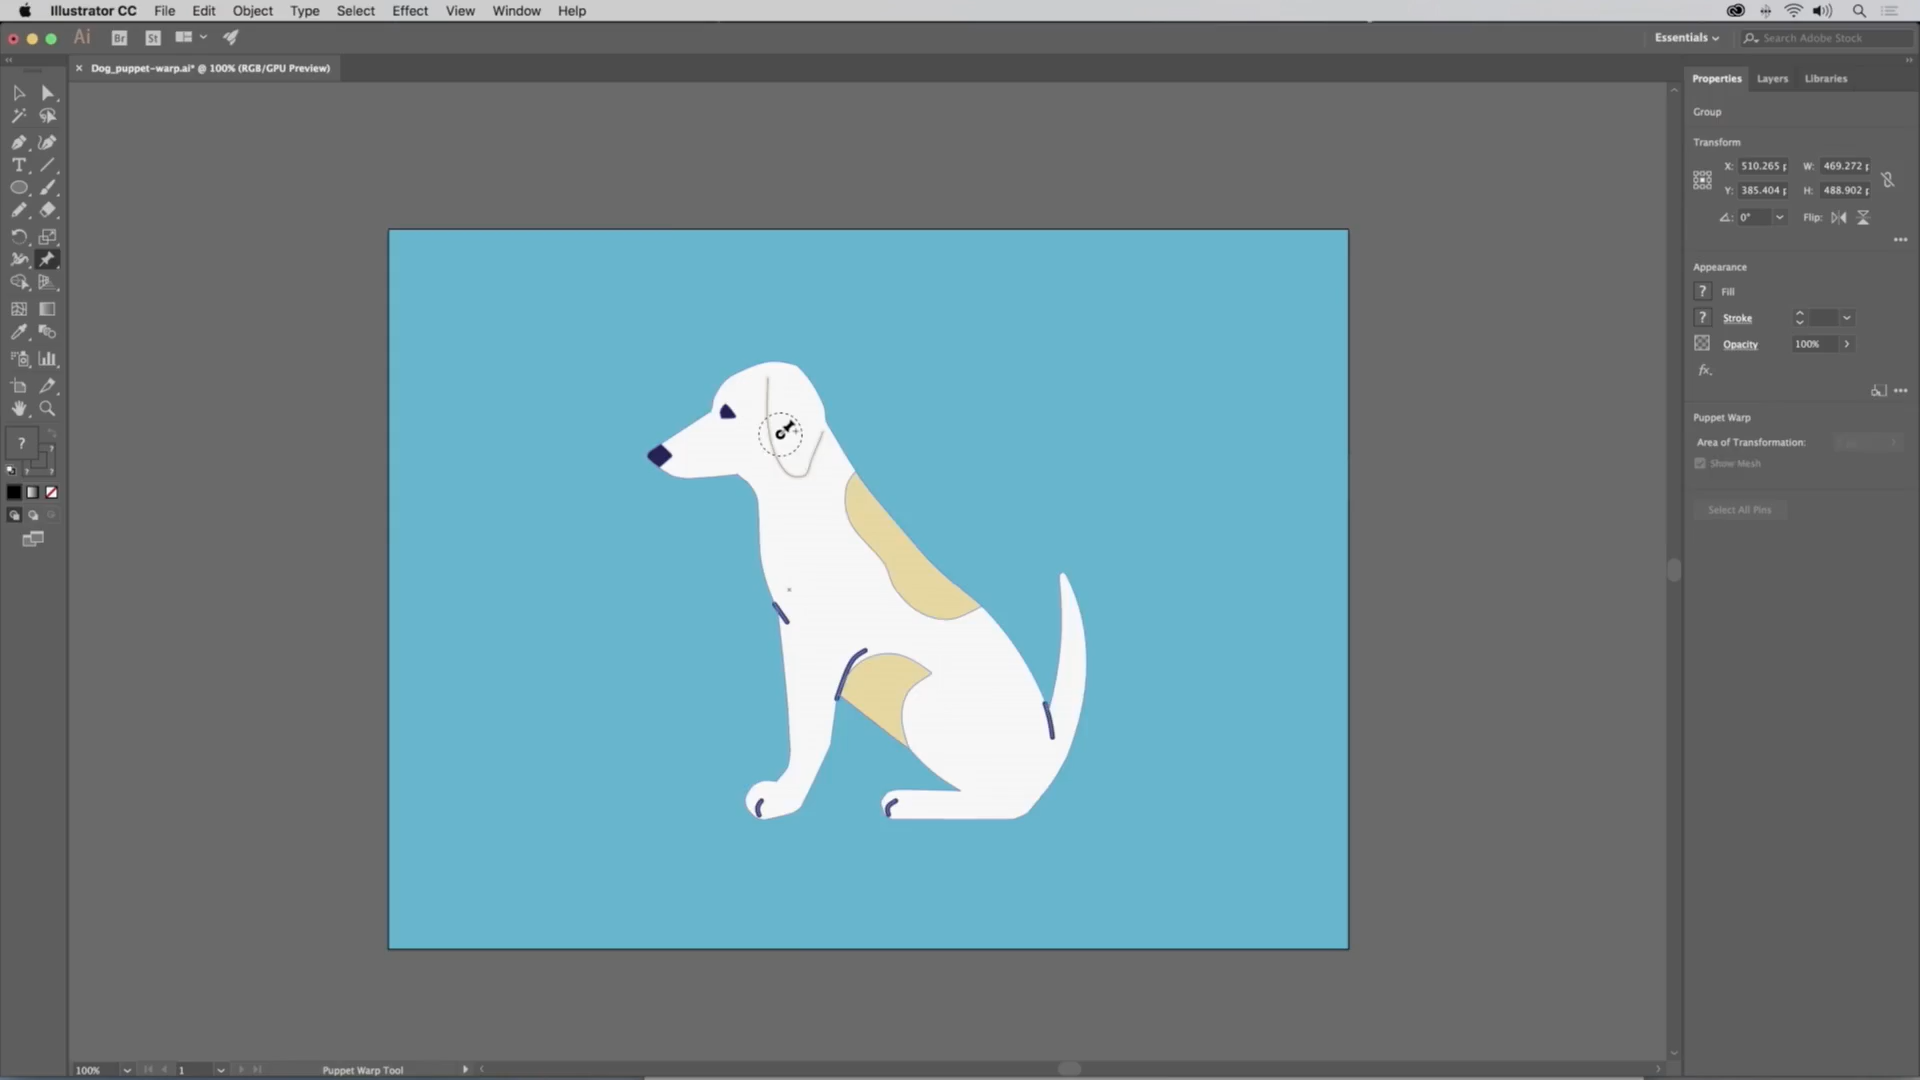 Illustrator CC File Edit Object Type Select Effect View Window Help
Ai Br St Essentials Search Adobe Stock
× Dog_puppet-warp.ai* @ 100% (RGB/GPU Preview)
Properties Layers Libraries
Group
Transform
X: 510.265 p W: 469.272 p
Y: 385.404 p H: 488.902 p
0° Flip:
Appearance
? Fill
? Stroke
Opacity 100%
fx.
Puppet Warp
Area of Transformation:
Show Mesh
Select All Pins
T
?
100% 1 Puppet Warp Tool